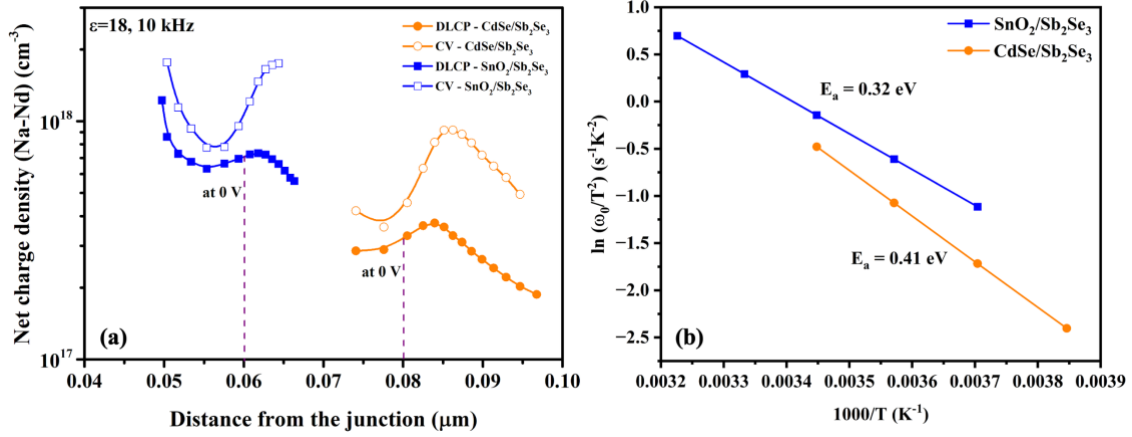 ε=18, 10 kHz
DLCP - CdSe/Sb₂Se₃
CV - CdSe/Sb₂Se₃
DLCP - SnO₂/Sb₂Se₃
CV - SnO₂/Sb₂Se₃
Net charge density (Na-Nd) (cm⁻³)
10¹⁸
10¹⁷
at 0 V
at 0 V
(a)
0.04
0.05
0.06
0.07
0.08
0.09
0.10
Distance from the junction (μm)
SnO₂/Sb₂Se₃
CdSe/Sb₂Se₃
Eₐ = 0.32 eV
Eₐ = 0.41 eV
ln (ω₀/T²) (s⁻¹K⁻²)
1.0
0.5
0.0
-0.5
-1.0
-1.5
-2.0
-2.5
(b)
0.0032
0.0033
0.0034
0.0035
0.0036
0.0037
0.0038
0.0039
1000/T (K⁻¹)